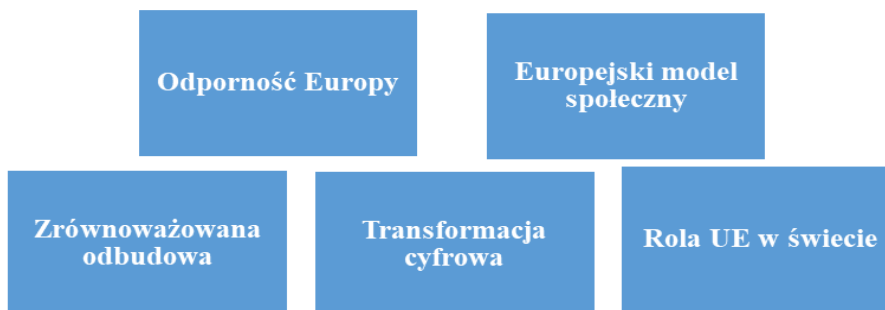 Odporność Europy
Europejski model
społeczny
Zrównoważowana
odbudowa
Transformacja
cyfrowa
Rola UE w świecie